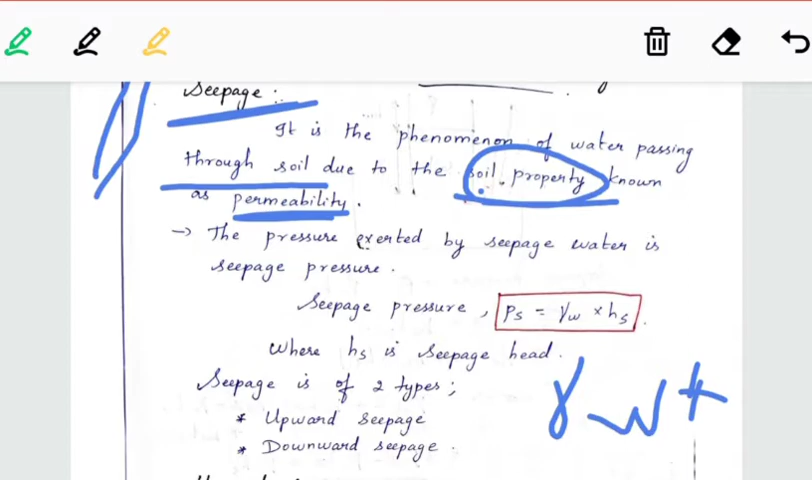 Seepage :
It is the phenomenon of water passing
through soil due to the soil property known
as permeability.
→ The pressure exerted by seepage water is
seepage pressure.
Seepage pressure, Ps = γw × hs.
Where hs is seepage head.
Seepage is of 2 types;
* Upward seepage
* Downward seepage.
γw